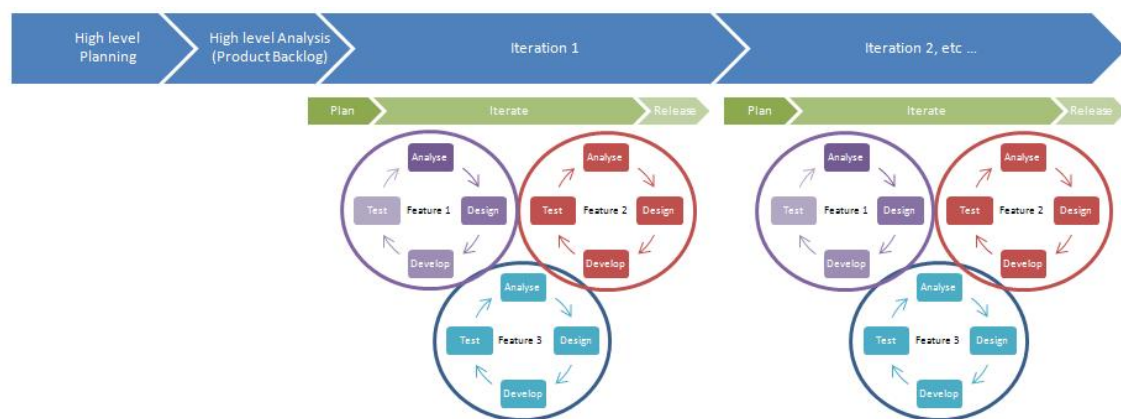 High level
Planning
High level Analysis
(Product Backlog)
Iteration 1
Iteration 2, etc ...
Plan
Iterate
Release
Plan
Iterate
Release
Analyse
Test
Feature 1
Design
Develop
Analyse
Test
Feature 2
Design
Develop
Analyse
Test
Feature 3
Design
Develop
Analyse
Test
Feature 1
Design
Develop
Analyse
Test
Feature 2
Design
Develop
Analyse
Test
Feature 3
Design
Develop